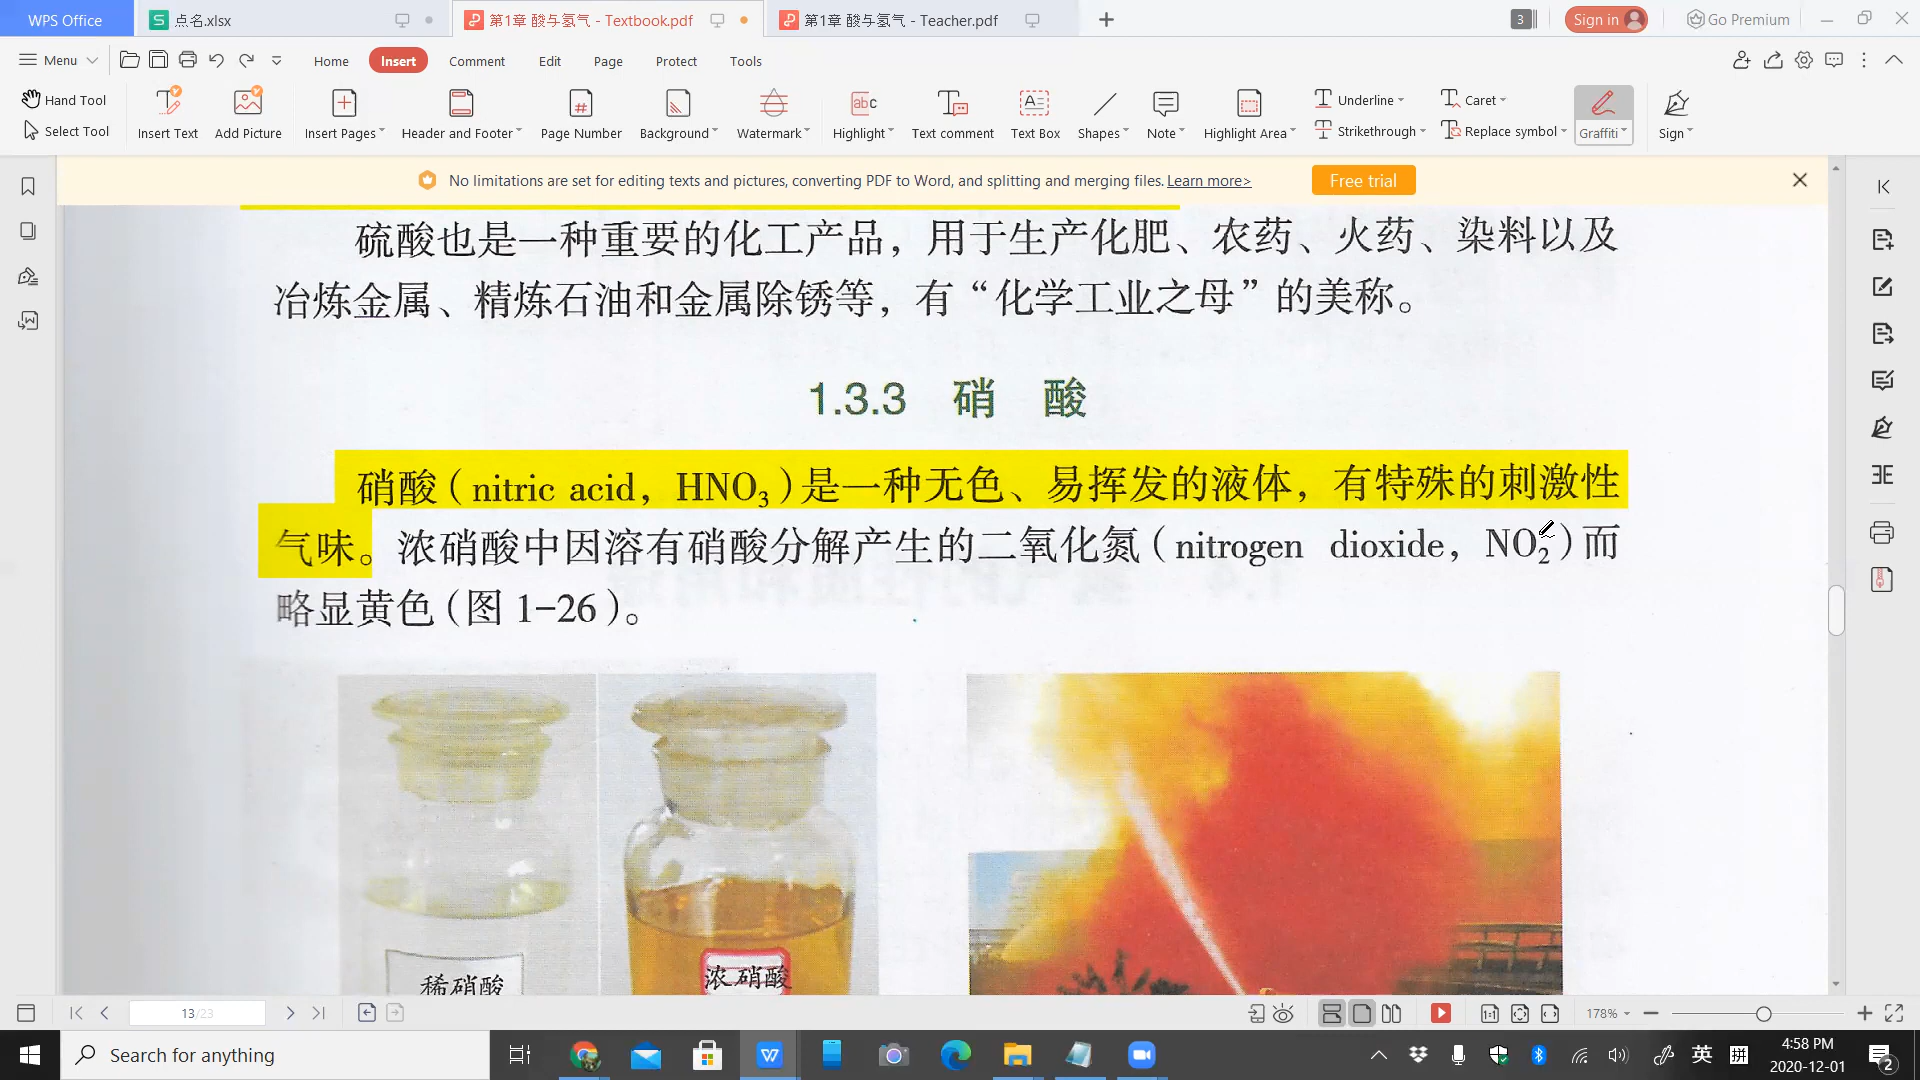 WPS Office
点名.xlsx
第1章 酸与氢气 - Textbook.pdf
第1章 酸与氢气 - Teacher.pdf
3
Sign in
Go Premium
Menu
Home
Insert
Comment
Edit
Page
Protect
Tools
Hand Tool
Select Tool
Insert Text
Add Picture
Insert Pages
Header and Footer
Page Number
Background
Watermark
Highlight
Text comment
Text Box
Shapes
Note
Highlight Area
Underline
Strikethrough
Caret
Replace symbol
Graffiti
Sign
No limitations are set for editing texts and pictures, converting PDF to Word, and splitting and merging files. Learn more>
Free trial
硫酸也是一种重要的化工产品，用于生产化肥、农药、火药、染料以及
冶炼金属、精炼石油和金属除锈等，有“化学工业之母”的美称。
1.3.3 硝 酸
硝酸（nitric acid，HNO₃）是一种无色、易挥发的液体，有特殊的刺激性
气味。浓硝酸中因溶有硝酸分解产生的二氧化氮（nitrogen dioxide，NO₂）而
略显黄色（图 1-26）。
稀硝酸
浓硝酸
13/23
178%
Search for anything
英
拼
4:58 PM
2020-12-01
2